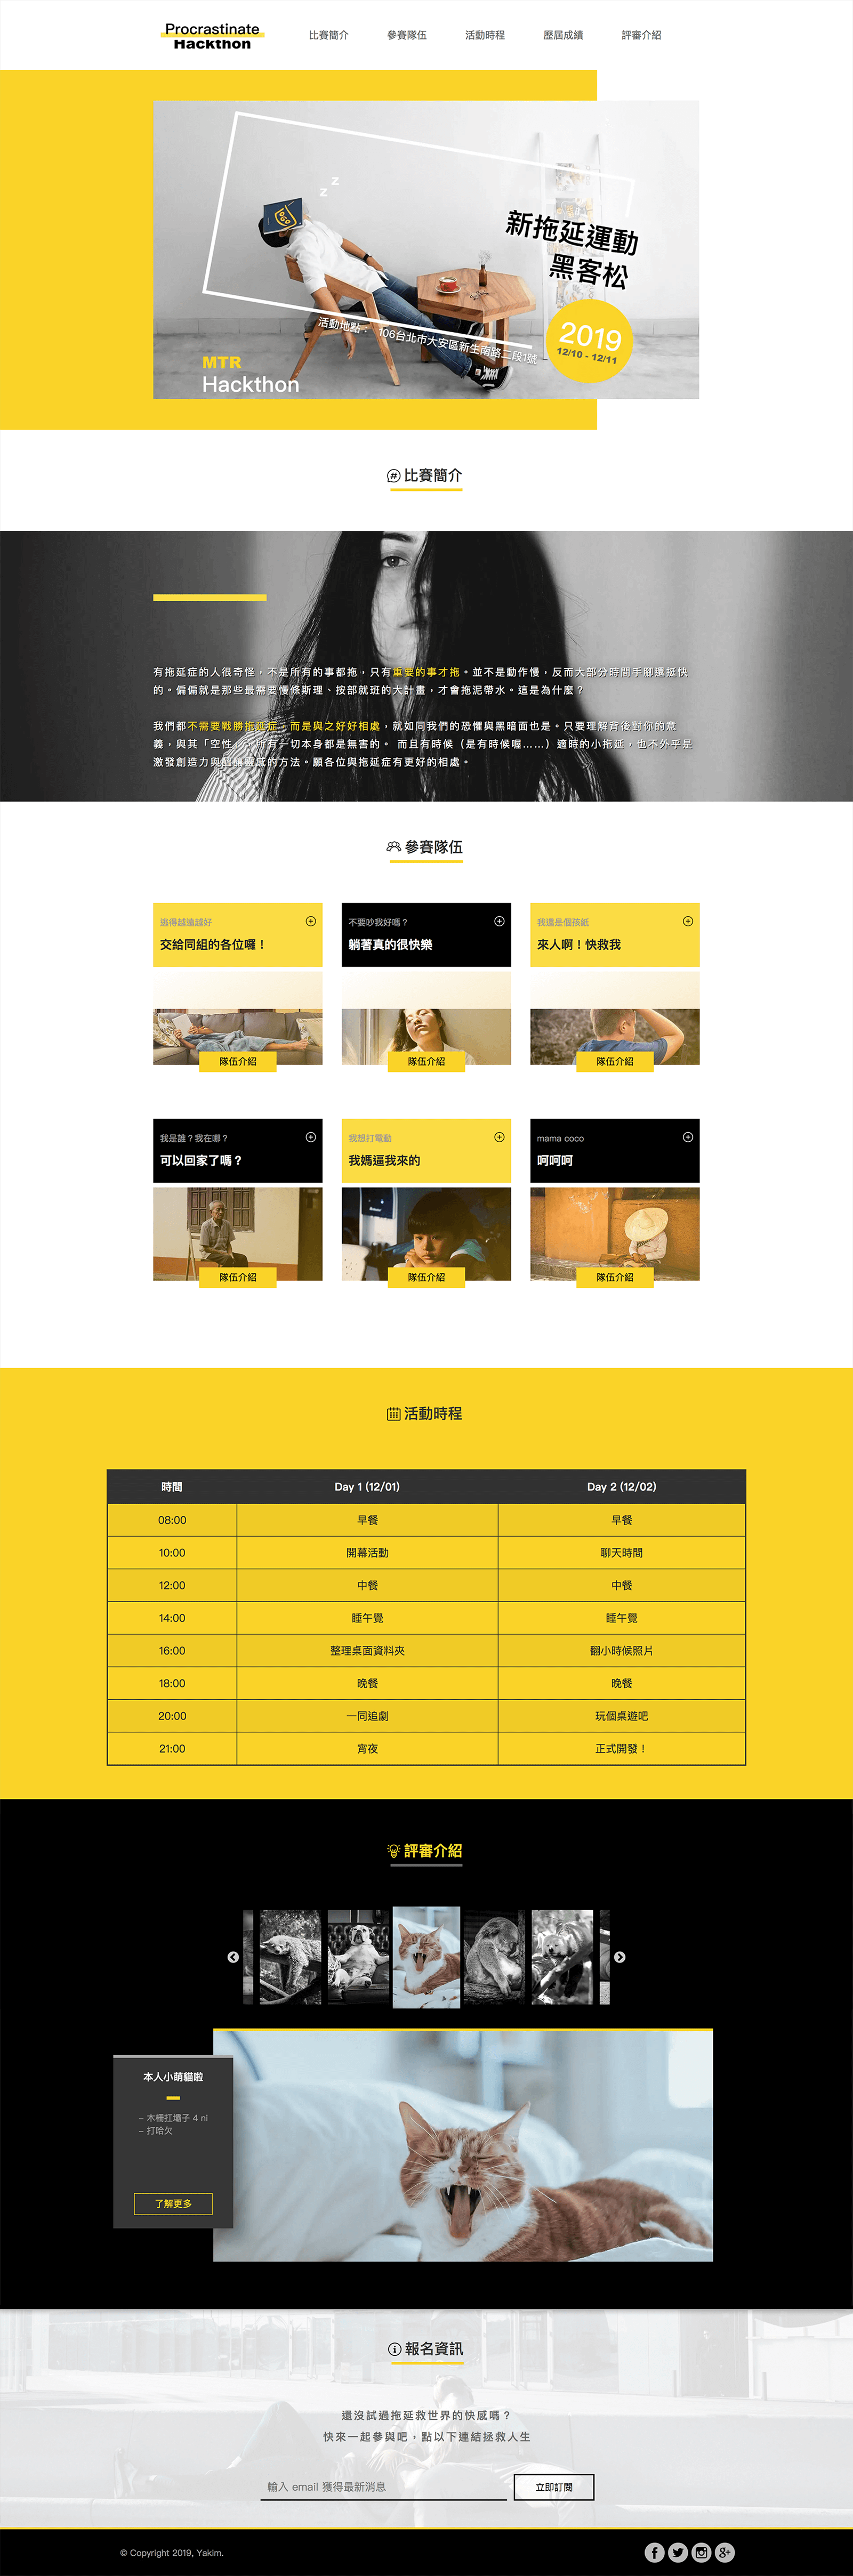 Procrastinate
Hackthon
比賽簡介
參賽隊伍
活動時程
歷屆成績
評審介紹
z
z
新拖延運動
黑客松
活動地點： 106台北市大安區新生南路二段1號
2019
12/10 - 12/11
MTR
Hackthon
比賽簡介
有拖延症的人很奇怪，不是所有的事都拖，只有重要的事才拖。並不是動作慢，反而大部分時間手腳還挺快
的。偏偏就是那些最需要慢條斯理、按部就班的大計畫，才會拖泥帶水。這是為什麼？
我們都不需要戰勝拖延症，而是與之好好相處，就如同我們的恐懼與黑暗面也是。只要理解背後對你的意
義，與其「空性」，所有一切本身都是無害的。 而且有時候（是有時候喔……）適時的小拖延，也不外乎是
激發創造力與醞釀靈感的方法。願各位與拖延症有更好的相處。
參賽隊伍
逃得越遠越好
交給同組的各位囉！
隊伍介紹
不要吵我好嗎？
躺著真的很快樂
隊伍介紹
我還是個孩紙
來人啊！快救我
隊伍介紹
我是誰？我在哪？
可以回家了嗎？
隊伍介紹
我想打電動
我媽逼我來的
隊伍介紹
mama coco
呵呵呵
隊伍介紹
活動時程
時間 Day 1 (12/01) Day 2 (12/02)
08:00 早餐 早餐
10:00 開幕活動 聊天時間
12:00 中餐 中餐
14:00 睡午覺 睡午覺
16:00 整理桌面資料夾 翻小時候照片
18:00 晚餐 晚餐
20:00 一同追劇 玩個桌遊吧
21:00 宵夜 正式開發！
評審介紹
本人小萌貓啦
– 木柵扛壩子 4 ni
– 打哈欠
了解更多
報名資訊
還沒試過拖延救世界的快感嗎？
快來一起參與吧，點以下連結拯救人生
輸入 email 獲得最新消息
立即訂閱
© Copyright 2019, Yakim.